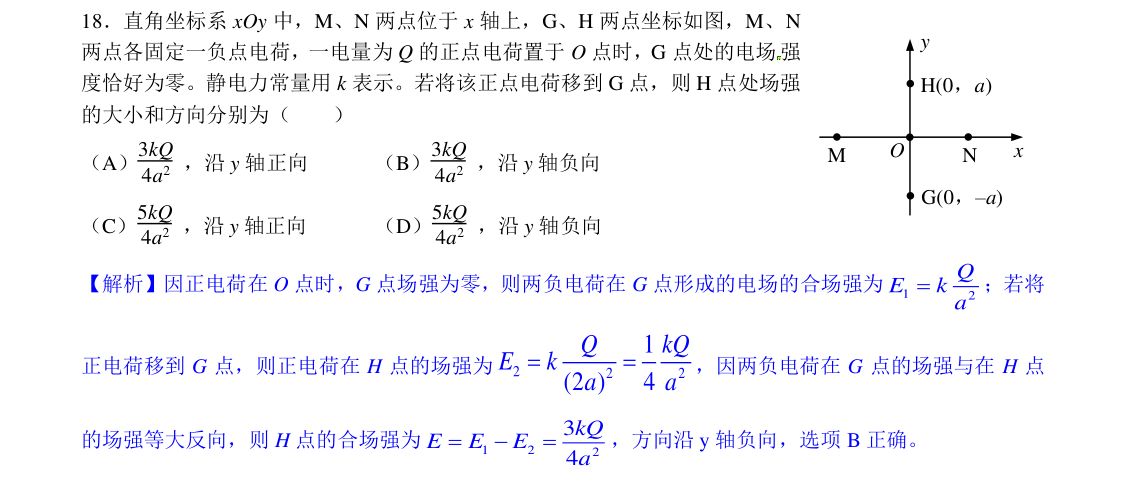 18．直角坐标系 xOy 中，M、N 两点位于 x 轴上，G、H 两点坐标如图，M、N
两点各固定一负点电荷，一电量为 Q 的正点电荷置于 O 点时，G 点处的电场强
度恰好为零。静电力常量用 k 表示。若将该正点电荷移到 G 点，则 H 点处场强
的大小和方向分别为（　　）
（A）3kQ/4a²，沿 y 轴正向　　（B）3kQ/4a²，沿 y 轴负向
（C）5kQ/4a²，沿 y 轴正向　　（D）5kQ/4a²，沿 y 轴负向
y
H(0，a)
M O N x
G(0，–a)
【解析】因正电荷在 O 点时，G 点场强为零，则两负电荷在 G 点形成的电场的合场强为 E₁ = k Q/a²；若将
正电荷移到 G 点，则正电荷在 H 点的场强为 E₂ = k Q/(2a)² = 1/4 kQ/a²，因两负电荷在 G 点的场强与在 H 点
的场强等大反向，则 H 点的合场强为 E = E₁ − E₂ = 3kQ/4a²，方向沿 y 轴负向，选项 B 正确。